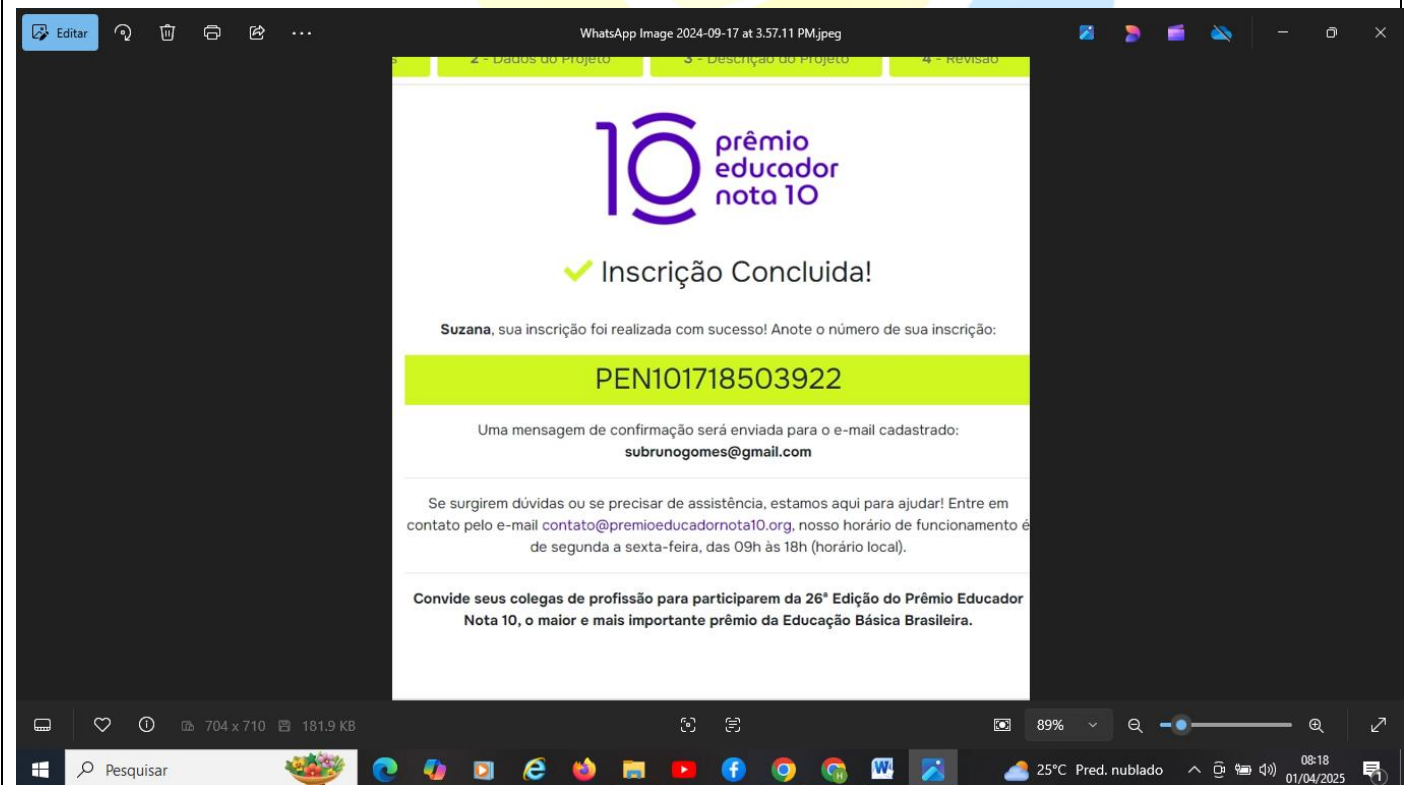 Editar
WhatsApp Image 2024-09-17 at 3.57.11 PM.jpeg
s 2 - Dados do Projeto 3 - Descrição do Projeto 4 - Revisão
10 prêmio
educador
nota 10
Inscrição Concluida!
Suzana, sua inscrição foi realizada com sucesso! Anote o número de sua inscrição:
PEN101718503922
Uma mensagem de confirmação será enviada para o e-mail cadastrado:
subrunogomes@gmail.com
Se surgirem dúvidas ou se precisar de assistência, estamos aqui para ajudar! Entre em
contato pelo e-mail contato@premioeducadornota10.org, nosso horário de funcionamento é
de segunda a sexta-feira, das 09h às 18h (horário local).
Convide seus colegas de profissão para participarem da 26ª Edição do Prêmio Educador
Nota 10, o maior e mais importante prêmio da Educação Básica Brasileira.
704 x 710 181.9 KB 89%
Pesquisar 25°C Pred. nublado 08:18
01/04/2025